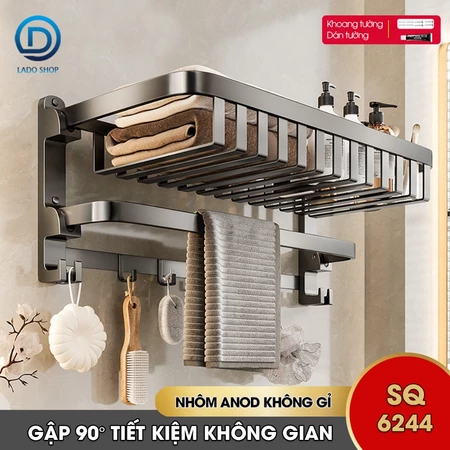 LADO SHOP
Khoang tường
Dán tường
NHÔM ANOD KHÔNG GỈ
SQ
6244
GẬP 90° TIẾT KIỆM KHÔNG GIAN